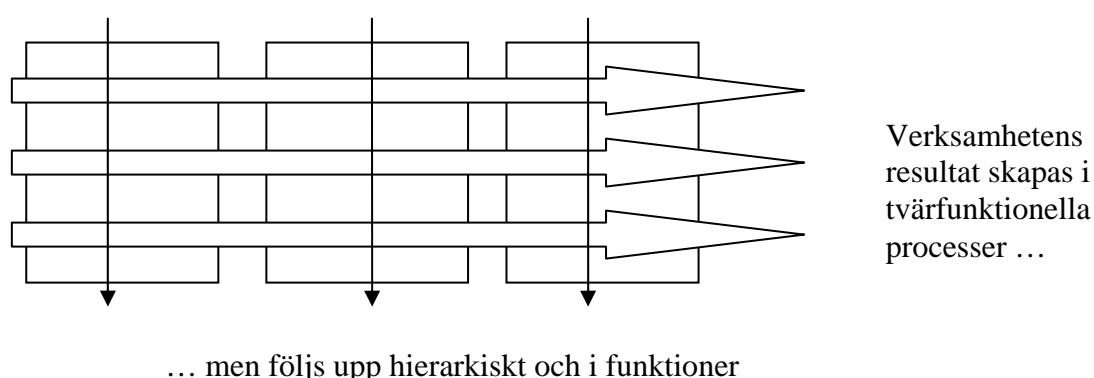 Verksamhetens
resultat skapas i
tvärfunktionella
processer …
… men följs upp hierarkiskt och i funktioner